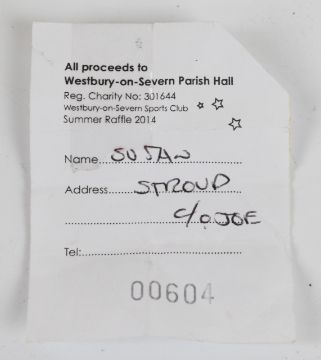 All proceeds to
Westbury-on-Severn Parish Hall
Reg. Charity No: 301644
Westbury-on-Severn Sports Club
Summer Raffle 2014
Name SUSAN
Address STROUD
C/O JOE
Tel:
00604